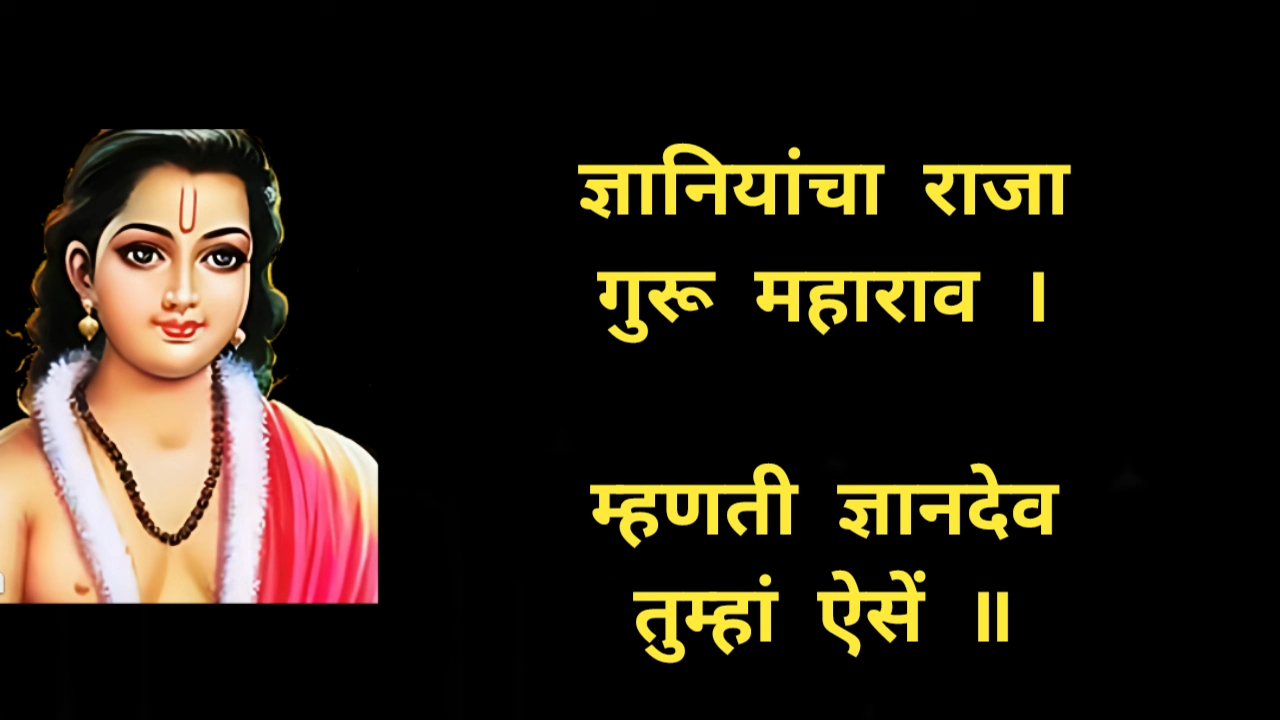 ज्ञानियांचा राजा
गुरू महाराव ।
म्हणती ज्ञानदेव
तुम्हां ऐसें ॥